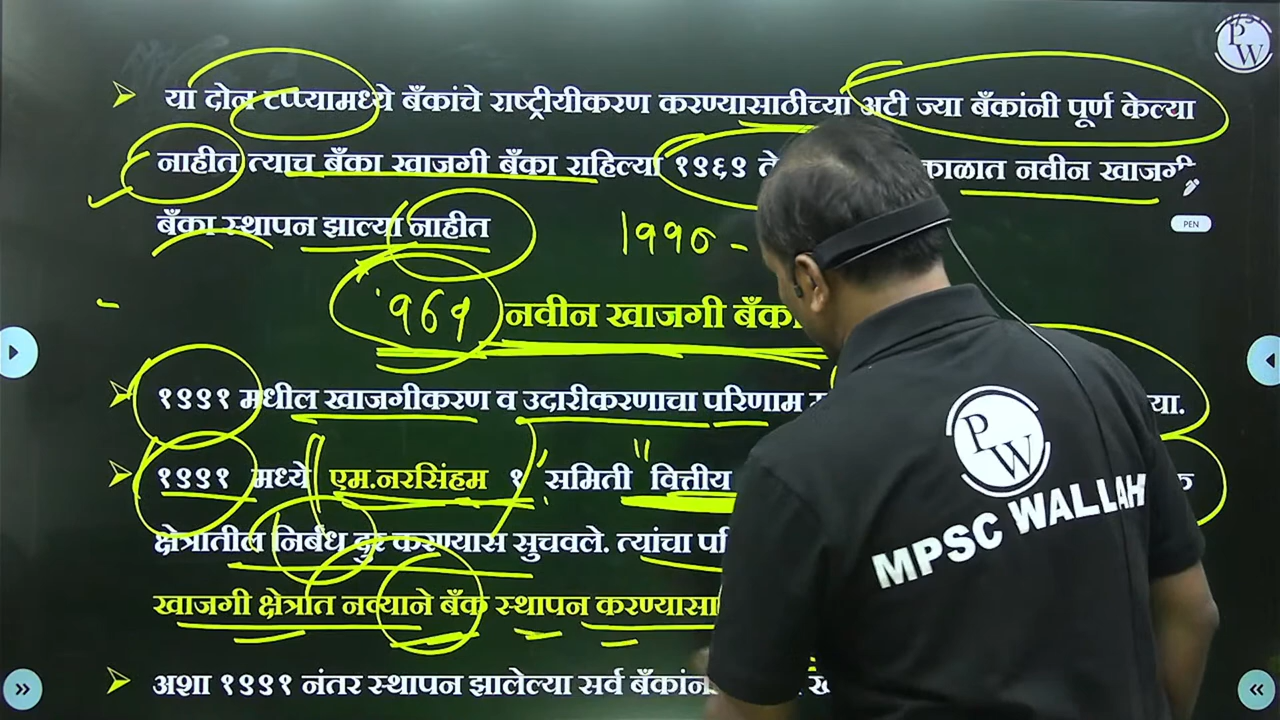 PW
या दोन टप्प्यामध्ये बँकांचे राष्ट्रीयीकरण करण्यासाठीच्या अटी ज्या बँकांनी पूर्ण केल्या
नाहीत त्याच बँका खाजगी बँका राहिल्या १९६९ ते काळात नवीन खाजगी
बँका स्थापन झाल्या नाहीत
1990 -
PEN
नवीन खाजगी बँका
१९९१ मधील खाजगीकरण व उदारीकरणाचा परिणाम या.
१९९१ मध्ये एम.नरसिंहम १ समिती "वित्तीय
क्षेत्रातील निर्बंध दुर करण्यास सुचवले. त्यांचा
खाजगी क्षेत्रात नव्याने बँक स्थापन
अशा १९९१ नंतर स्थापन झालेल्या सर्व
PW
MPSC WALLAH